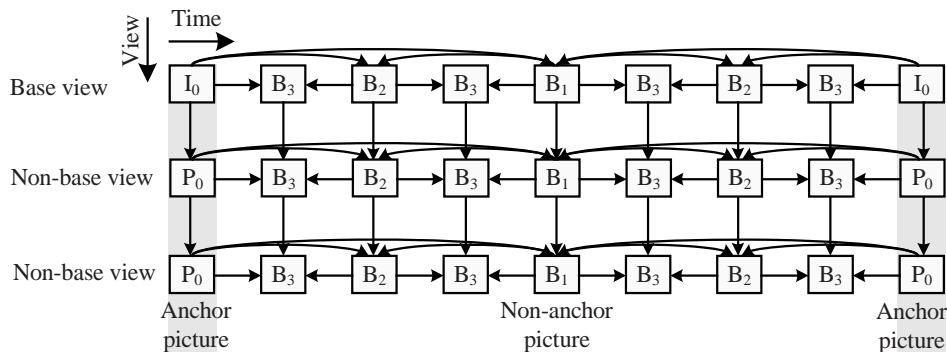 Time
View
Base view
I₀ B₃ B₂ B₃ B₁ B₃ B₂ B₃ I₀
Non-base view
P₀ B₃ B₂ B₃ B₁ B₃ B₂ B₃ P₀
Non-base view
P₀ B₃ B₂ B₃ B₁ B₃ B₂ B₃ P₀
Anchor
picture
Non-anchor
picture
Anchor
picture